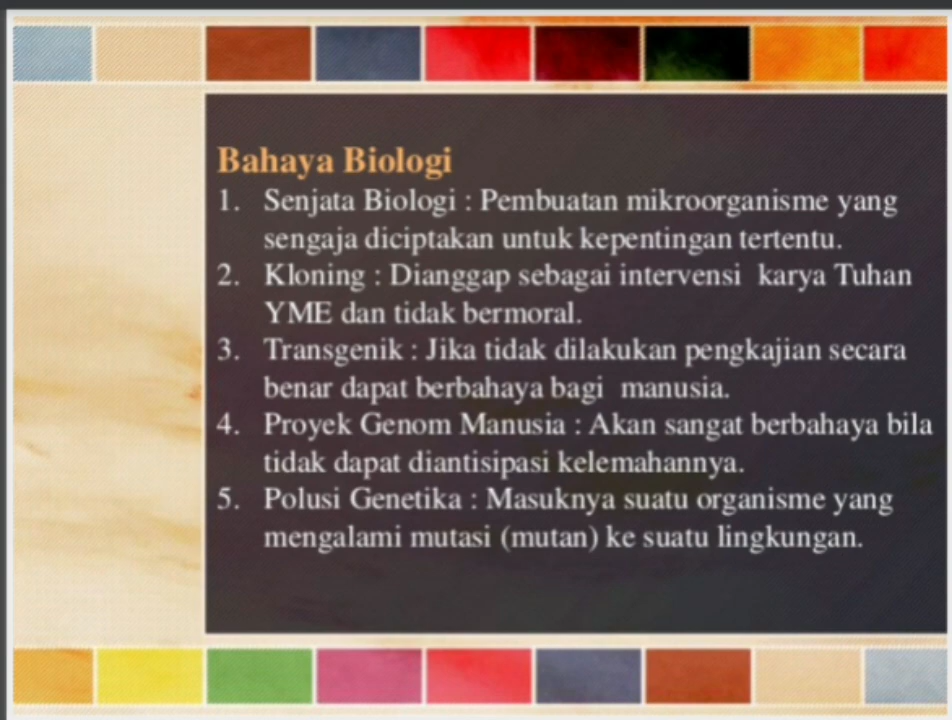 Bahaya Biologi
1. Senjata Biologi : Pembuatan mikroorganisme yang
sengaja diciptakan untuk kepentingan tertentu.
2. Kloning : Dianggap sebagai intervensi karya Tuhan
YME dan tidak bermoral.
3. Transgenik : Jika tidak dilakukan pengkajian secara
benar dapat berbahaya bagi manusia.
4. Proyek Genom Manusia : Akan sangat berbahaya bila
tidak dapat diantisipasi kelemahannya.
5. Polusi Genetika : Masuknya suatu organisme yang
mengalami mutasi (mutan) ke suatu lingkungan.